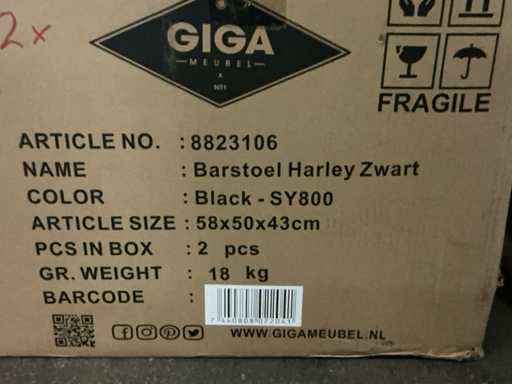 2x
GIGA
MEUBEL
X
FRAGILE
ARTICLE NO. : 8823106
NAME : Barstoel Harley Zwart
COLOR : Black - SY800
ARTICLE SIZE : 58x50x43cm
PCS IN BOX : 2 pcs
GR. WEIGHT : 18 kg
BARCODE :
WWW.GIGAMEUBEL.NL